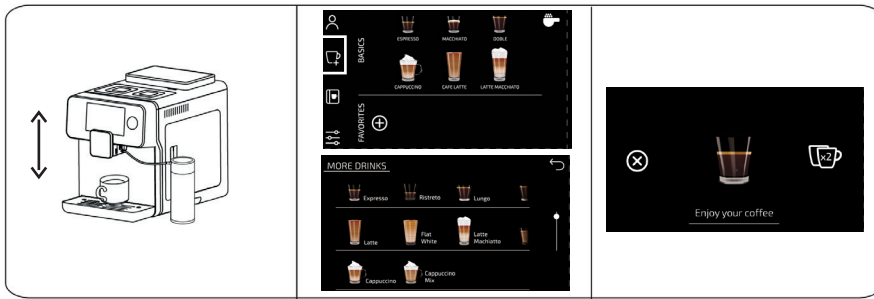 BASICS
ESPRESSO
MACCHIATO
DOBLE
CAPPUCCINO
CAFE LATTE
LATTE MACCHIATO
FAVORITES
MORE DRINKS
Expresso
Ristreto
Lungo
Latte
Flat
White
Latte
Machiatto
Cappuccino
Cappuccino
Mix
x2
Enjoy your coffee